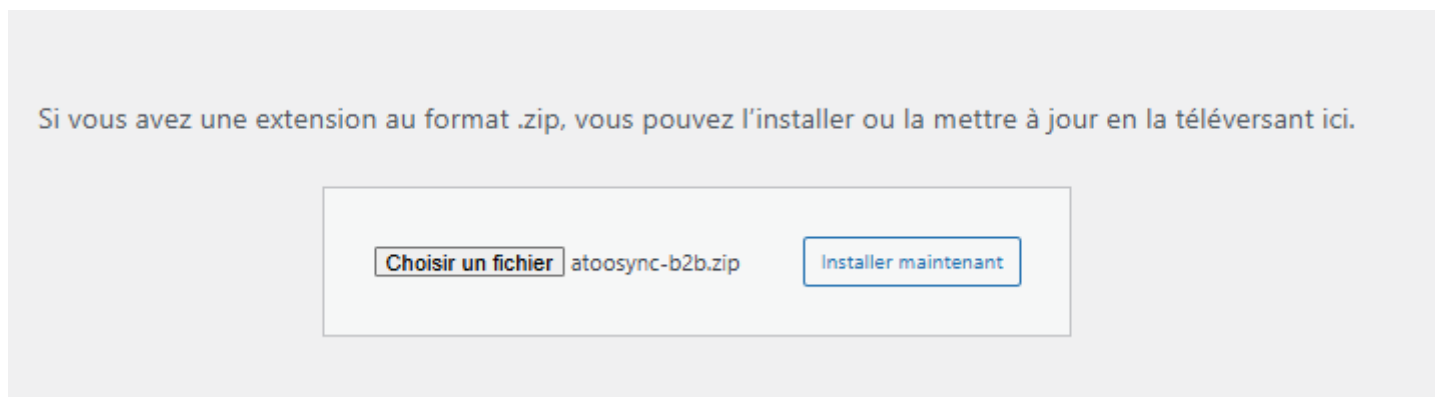 Si vous avez une extension au format .zip, vous pouvez l’installer ou la mettre à jour en la téléversant ici.
Choisir un fichier atoosync-b2b.zip Installer maintenant